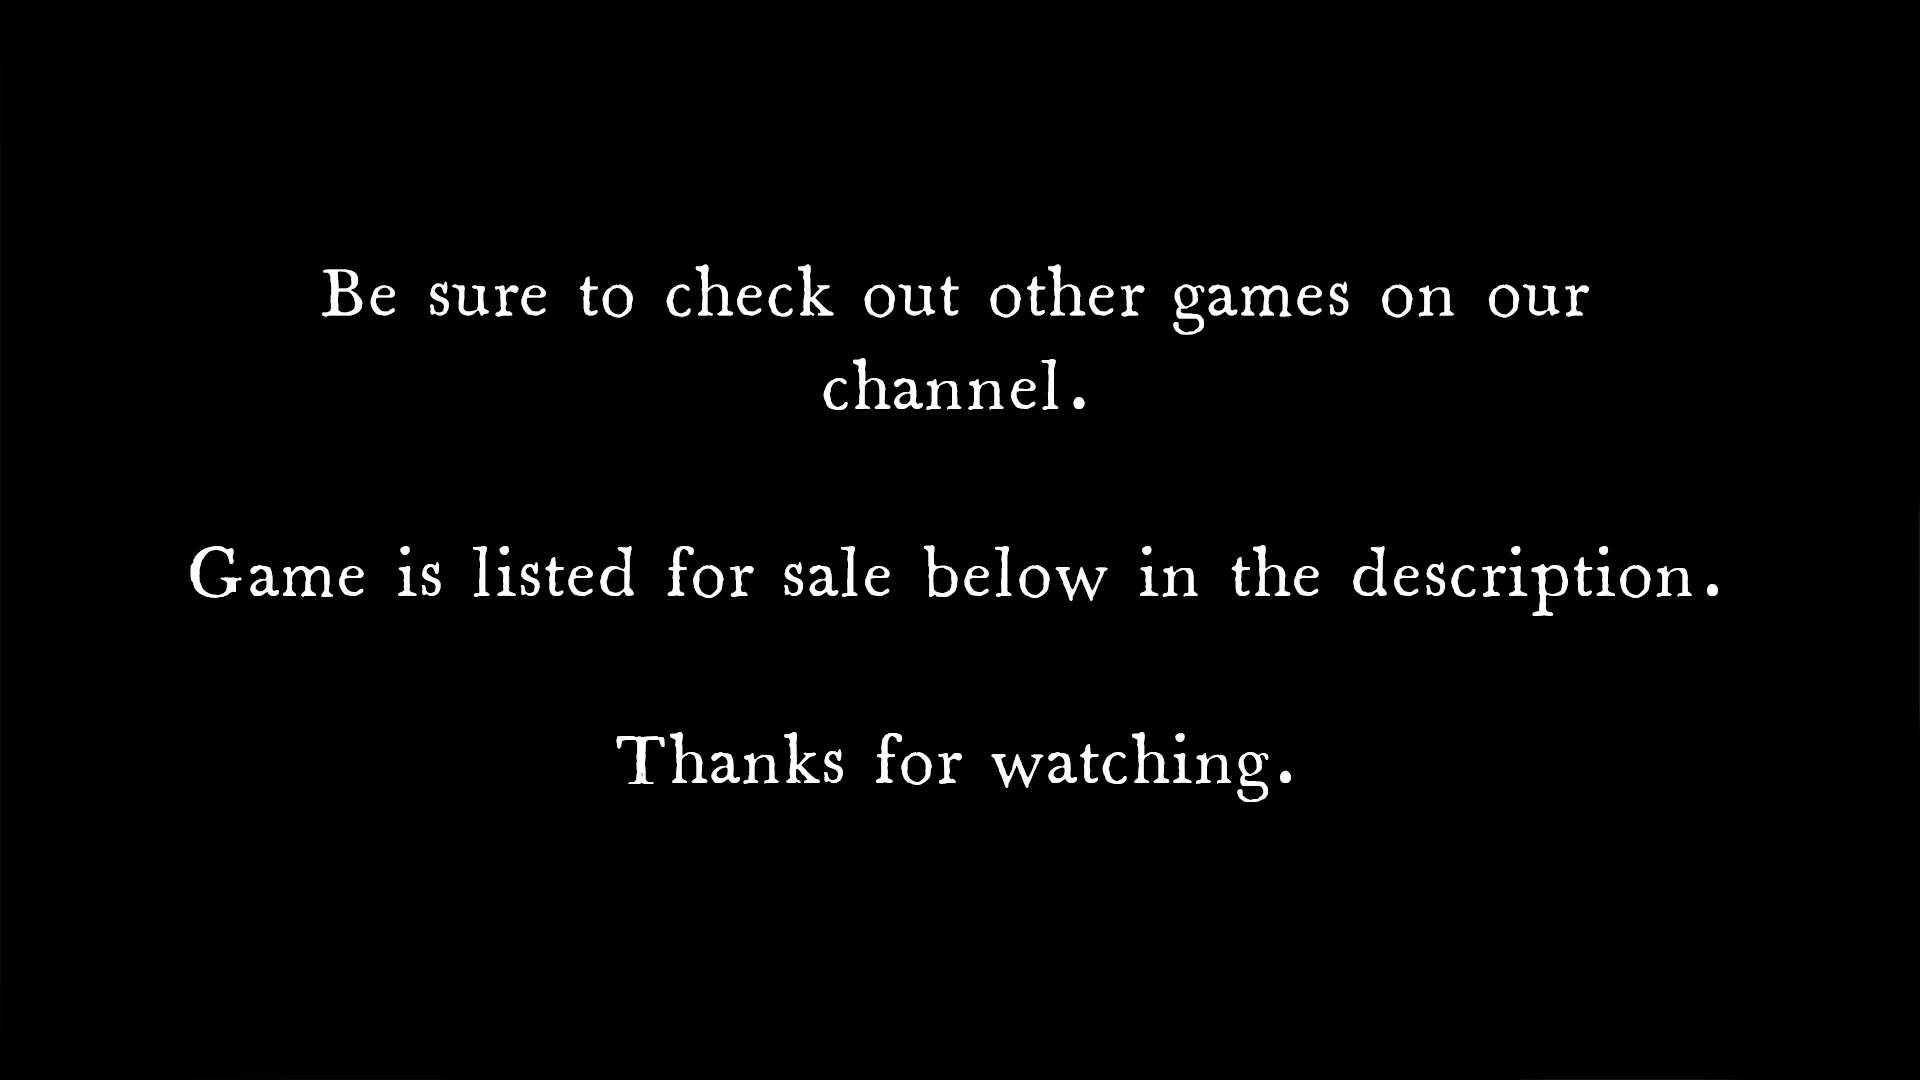 Be sure to check out other games on our
channel.
Game is listed for sale below in the description.
Thanks for watching.